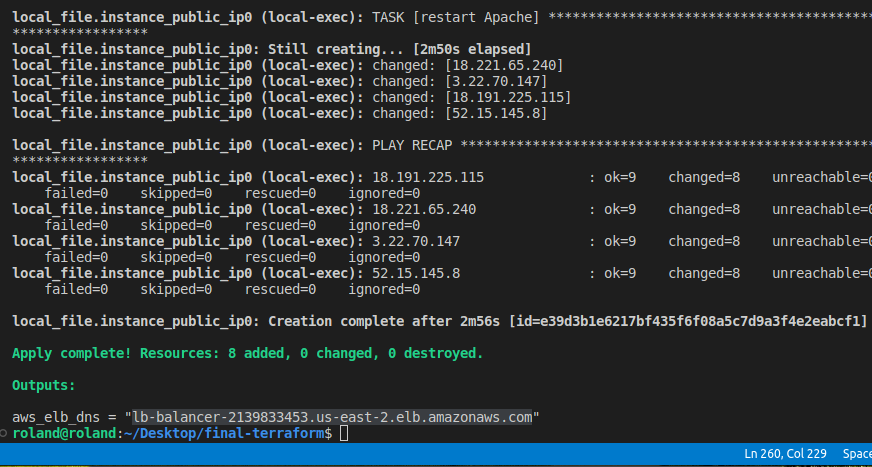 local_file.instance_public_ip0 (local-exec): TASK [restart Apache] *****************************************
*****************
local_file.instance_public_ip0: Still creating... [2m50s elapsed]
local_file.instance_public_ip0 (local-exec): changed: [18.221.65.240]
local_file.instance_public_ip0 (local-exec): changed: [3.22.70.147]
local_file.instance_public_ip0 (local-exec): changed: [18.191.225.115]
local_file.instance_public_ip0 (local-exec): changed: [52.15.145.8]
local_file.instance_public_ip0 (local-exec): PLAY RECAP ****************************************************
*****************
local_file.instance_public_ip0 (local-exec): 18.191.225.115 : ok=9 changed=8 unreachable=0
failed=0 skipped=0 rescued=0 ignored=0
local_file.instance_public_ip0 (local-exec): 18.221.65.240 : ok=9 changed=8 unreachable=0
failed=0 skipped=0 rescued=0 ignored=0
local_file.instance_public_ip0 (local-exec): 3.22.70.147 : ok=9 changed=8 unreachable=0
failed=0 skipped=0 rescued=0 ignored=0
local_file.instance_public_ip0 (local-exec): 52.15.145.8 : ok=9 changed=8 unreachable=0
failed=0 skipped=0 rescued=0 ignored=0
local_file.instance_public_ip0: Creation complete after 2m56s [id=e39d3b1e6217bf435f6f08a5c7d9a3f4e2eabcf1]
Apply complete! Resources: 8 added, 0 changed, 0 destroyed.
Outputs:
aws_elb_dns = "lb-balancer-2139833453.us-east-2.elb.amazonaws.com"
roland@roland:~/Desktop/final-terraform$
Ln 260, Col 229 Space